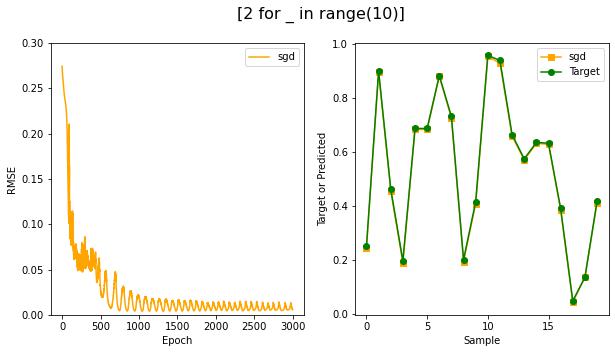 [2 for _ in range(10)]
0.30
0.25
0.20
0.15
0.10
0.05
0.00
RMSE
0 500 1000 1500 2000 2500 3000
Epoch
sgd
1.0
0.8
0.6
0.4
0.2
0.0
Target or Predicted
0 5 10 15
Sample
sgd
Target